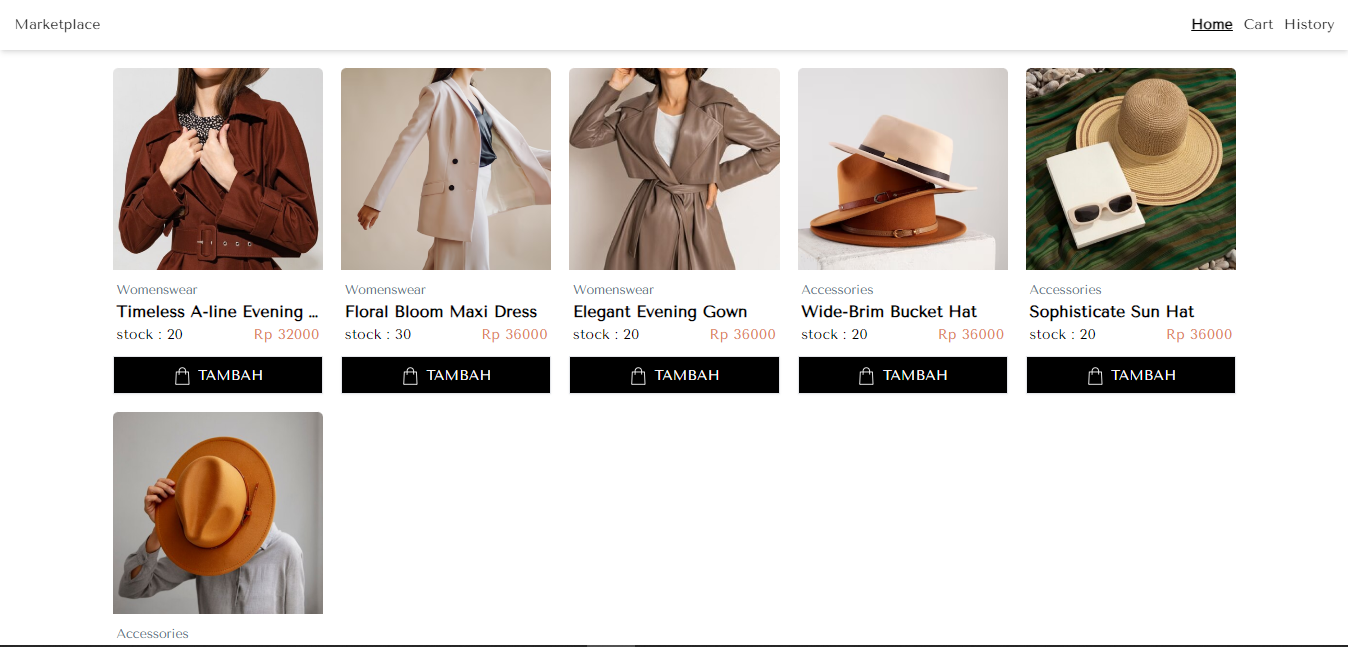 Marketplace
Home Cart History
Womenswear
Timeless A-line Evening ...
stock : 20 Rp 32000
TAMBAH
Womenswear
Floral Bloom Maxi Dress
stock : 30 Rp 36000
TAMBAH
Womenswear
Elegant Evening Gown
stock : 20 Rp 36000
TAMBAH
Accessories
Wide-Brim Bucket Hat
stock : 20 Rp 36000
TAMBAH
Accessories
Sophisticate Sun Hat
stock : 20 Rp 36000
TAMBAH
Accessories